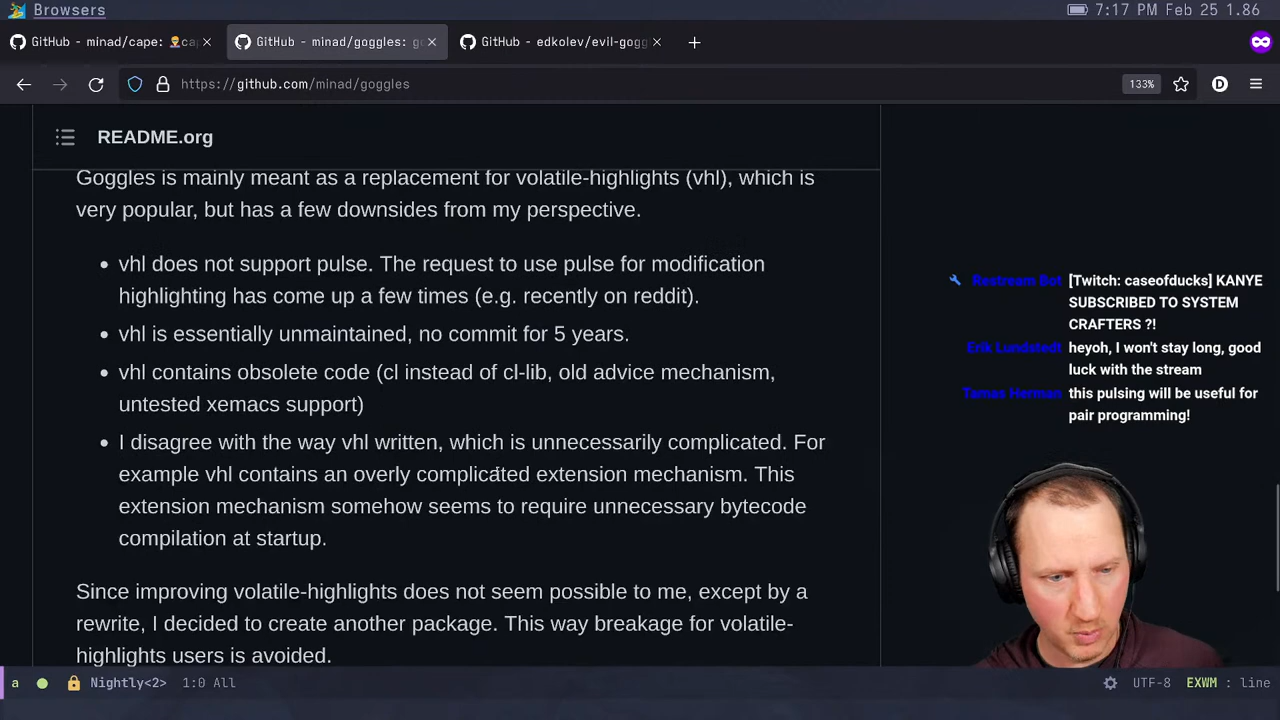 Browsers
7:17 PM Feb 25 1.86
GitHub - minad/cape:
GitHub - minad/goggles:
GitHub - edkolev/evil-gogg
https://github.com/minad/goggles
133%
D
README.org
Goggles is mainly meant as a replacement for volatile-highlights (vhl), which is
very popular, but has a few downsides from my perspective.
vhl does not support pulse. The request to use pulse for modification
highlighting has come up a few times (e.g. recently on reddit).
vhl is essentially unmaintained, no commit for 5 years.
vhl contains obsolete code (cl instead of cl-lib, old advice mechanism,
untested xemacs support)
I disagree with the way vhl written, which is unnecessarily complicated. For
example vhl contains an overly complicated extension mechanism. This
extension mechanism somehow seems to require unnecessary bytecode
compilation at startup.
Since improving volatile-highlights does not seem possible to me, except by a
rewrite, I decided to create another package. This way breakage for volatile-
highlights users is avoided.
Restream Bot [Twitch: caseofducks] KANYE
SUBSCRIBED TO SYSTEM
CRAFTERS ?!
Erik Lundstedt heyoh, I won't stay long, good
luck with the stream
Tamas Herman this pulsing will be useful for
pair programming!
a Nightly<2> 1:0 All
UTF-8 EXWM : line